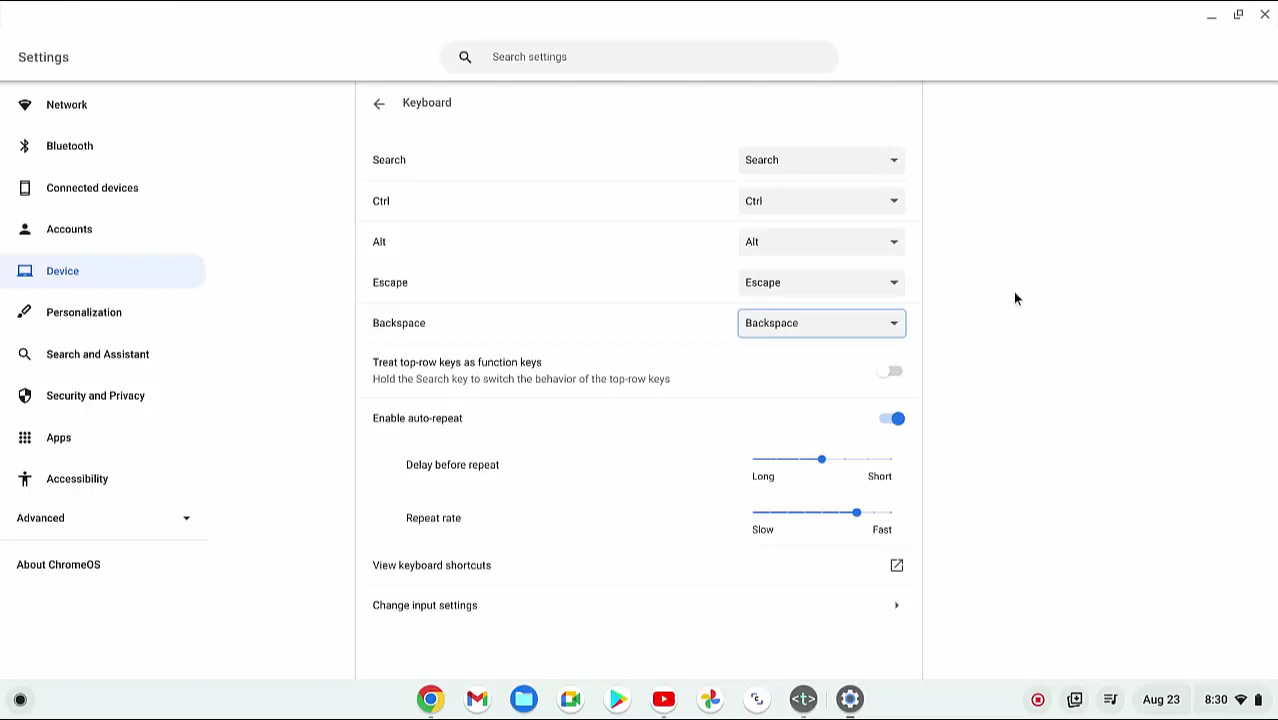 Settings
Search settings
Network
Bluetooth
Connected devices
Accounts
Device
Personalization
Search and Assistant
Security and Privacy
Apps
Accessibility
Advanced
About ChromeOS
Keyboard
Search Search
Ctrl Ctrl
Alt Alt
Escape Escape
Backspace Backspace
Treat top-row keys as function keys
Hold the Search key to switch the behavior of the top-row keys
Enable auto-repeat
Delay before repeat
Long Short
Repeat rate
Slow Fast
View keyboard shortcuts
Change input settings
<t>
Aug 23 8:30